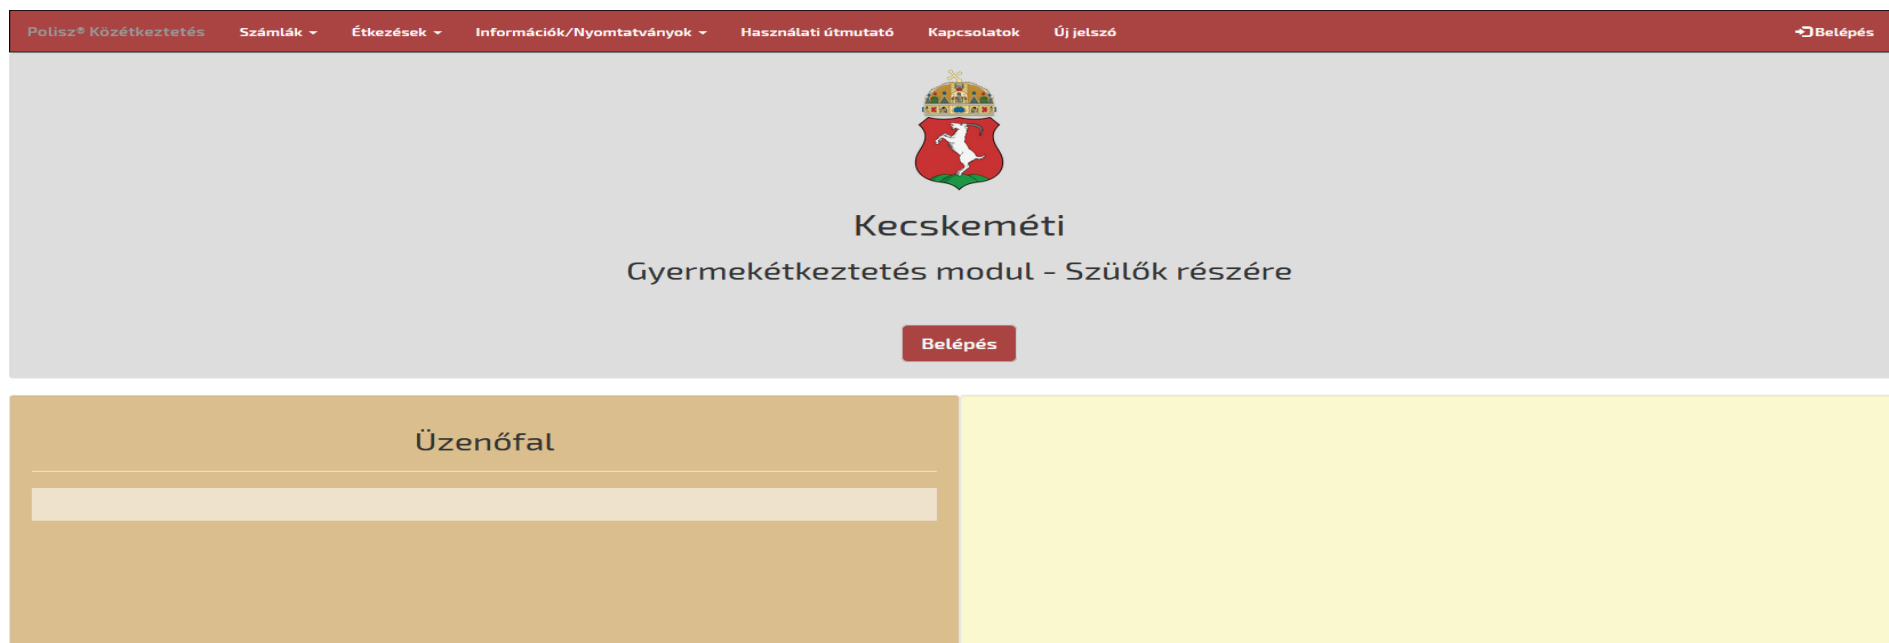 Polisz® Közétkeztetés Számlák Étkezések Információk/Nyomtatványok Használati útmutató Kapcsolatok Új jelszó Belépés
Kecskeméti
Gyermekétkeztetés modul - Szülők részére
Belépés
Üzenőfal